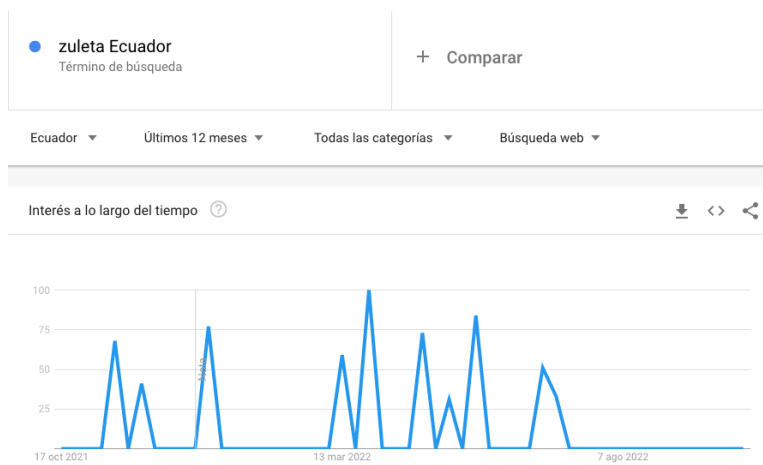 zuleta Ecuador
Término de búsqueda
+ Comparar
Ecuador
Últimos 12 meses
Todas las categorías
Búsqueda web
Interés a lo largo del tiempo
100
75
50
25
Nota
17 oct 2021
13 mar 2022
7 ago 2022